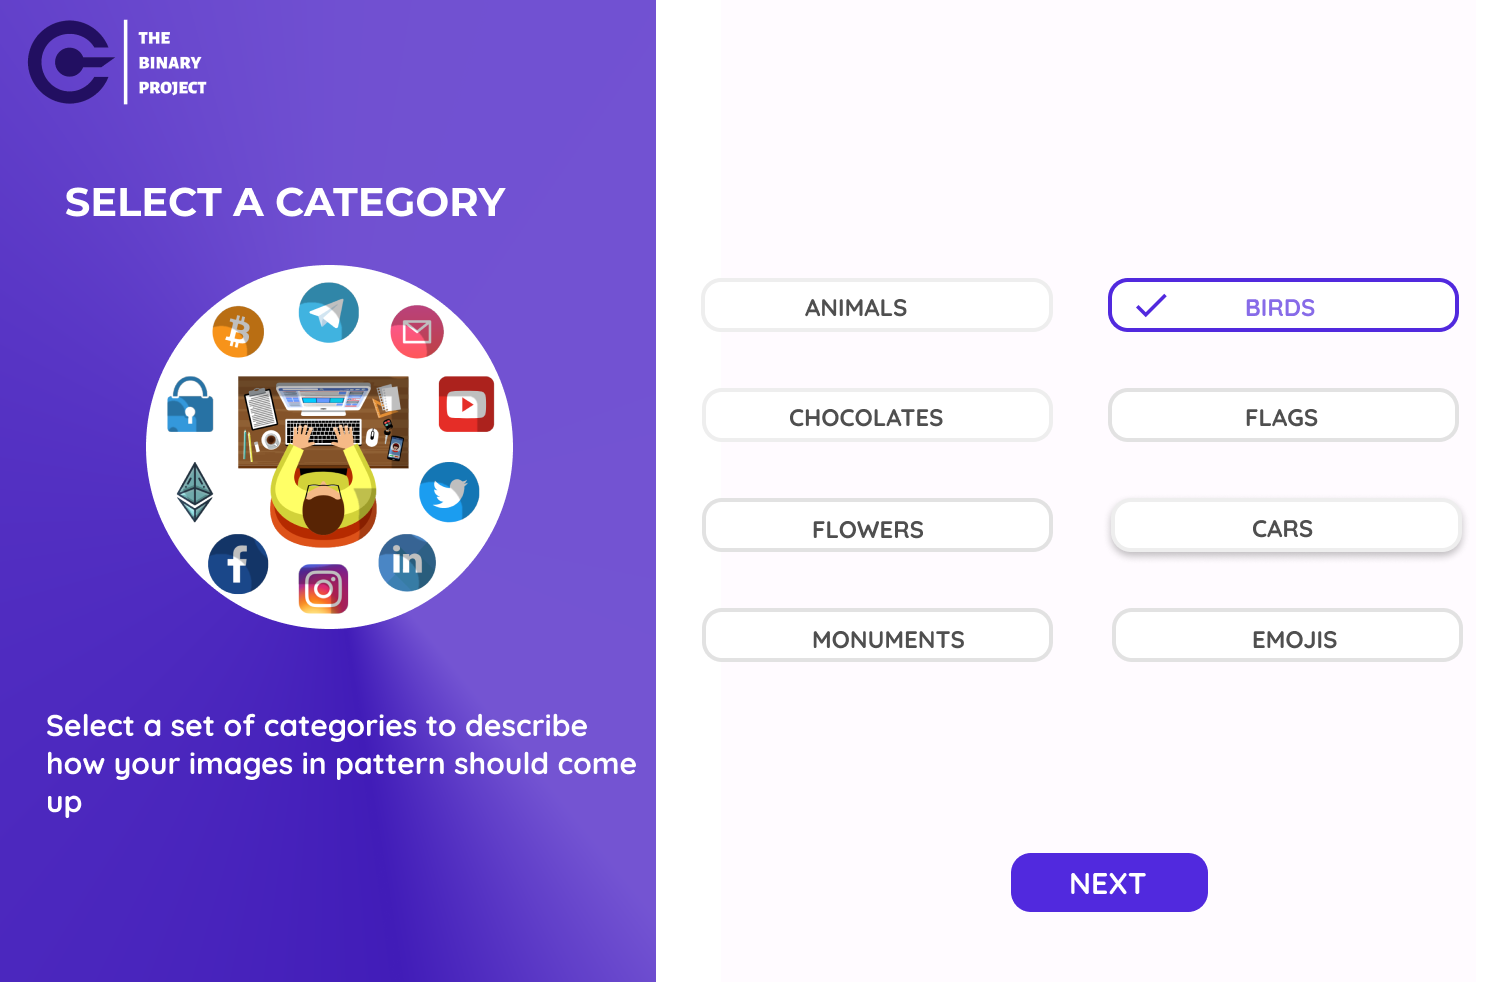 THE
BINARY
PROJECT
SELECT A CATEGORY
in
Select a set of categories to describe
how your images in pattern should come
up
ANIMALS
BIRDS
CHOCOLATES
FLAGS
FLOWERS
CARS
MONUMENTS
EMOJIS
NEXT